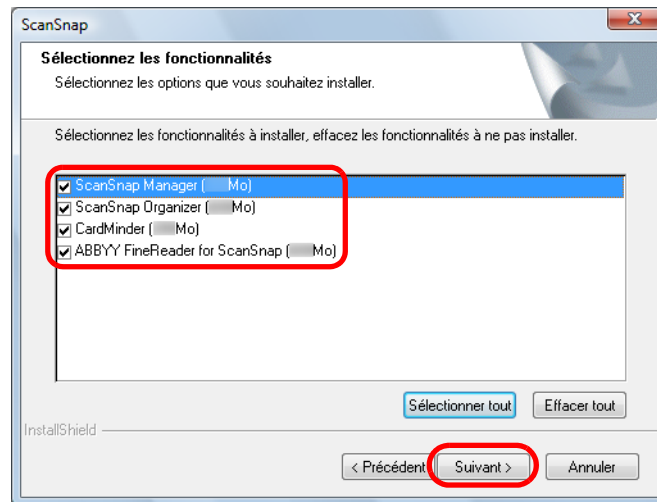 ScanSnap
Sélectionnez les fonctionnalités
Sélectionnez les options que vous souhaitez installer.
Sélectionnez les fonctionnalités à installer, effacez les fonctionnalités à ne pas installer.
ScanSnap Manager ( Mo)
ScanSnap Organizer ( Mo)
CardMinder ( Mo)
ABBYY FineReader for ScanSnap ( Mo)
Sélectionner tout Effacer tout
InstallShield
< Précédent Suivant > Annuler